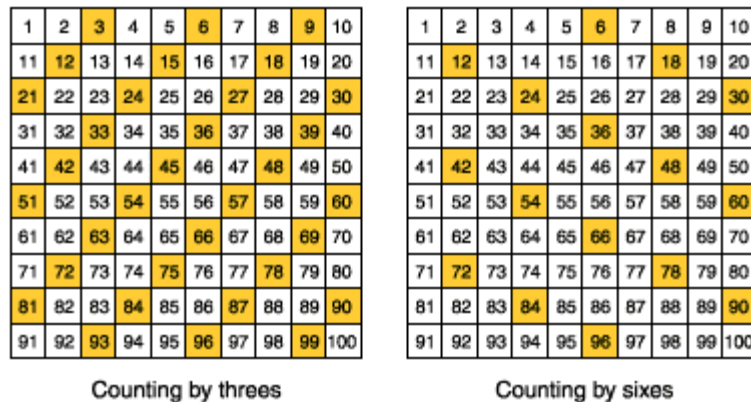 1 2 3 4 5 6 7 8 9 10
11 12 13 14 15 16 17 18 19 20
21 22 23 24 25 26 27 28 29 30
31 32 33 34 35 36 37 38 39 40
41 42 43 44 45 46 47 48 49 50
51 52 53 54 55 56 57 58 59 60
61 62 63 64 65 66 67 68 69 70
71 72 73 74 75 76 77 78 79 80
81 82 83 84 85 86 87 88 89 90
91 92 93 94 95 96 97 98 99 100
Counting by threes
1 2 3 4 5 6 7 8 9 10
11 12 13 14 15 16 17 18 19 20
21 22 23 24 25 26 27 28 29 30
31 32 33 34 35 36 37 38 39 40
41 42 43 44 45 46 47 48 49 50
51 52 53 54 55 56 57 58 59 60
61 62 63 64 65 66 67 68 69 70
71 72 73 74 75 76 77 78 79 80
81 82 83 84 85 86 87 88 89 90
91 92 93 94 95 96 97 98 99 100
Counting by sixes